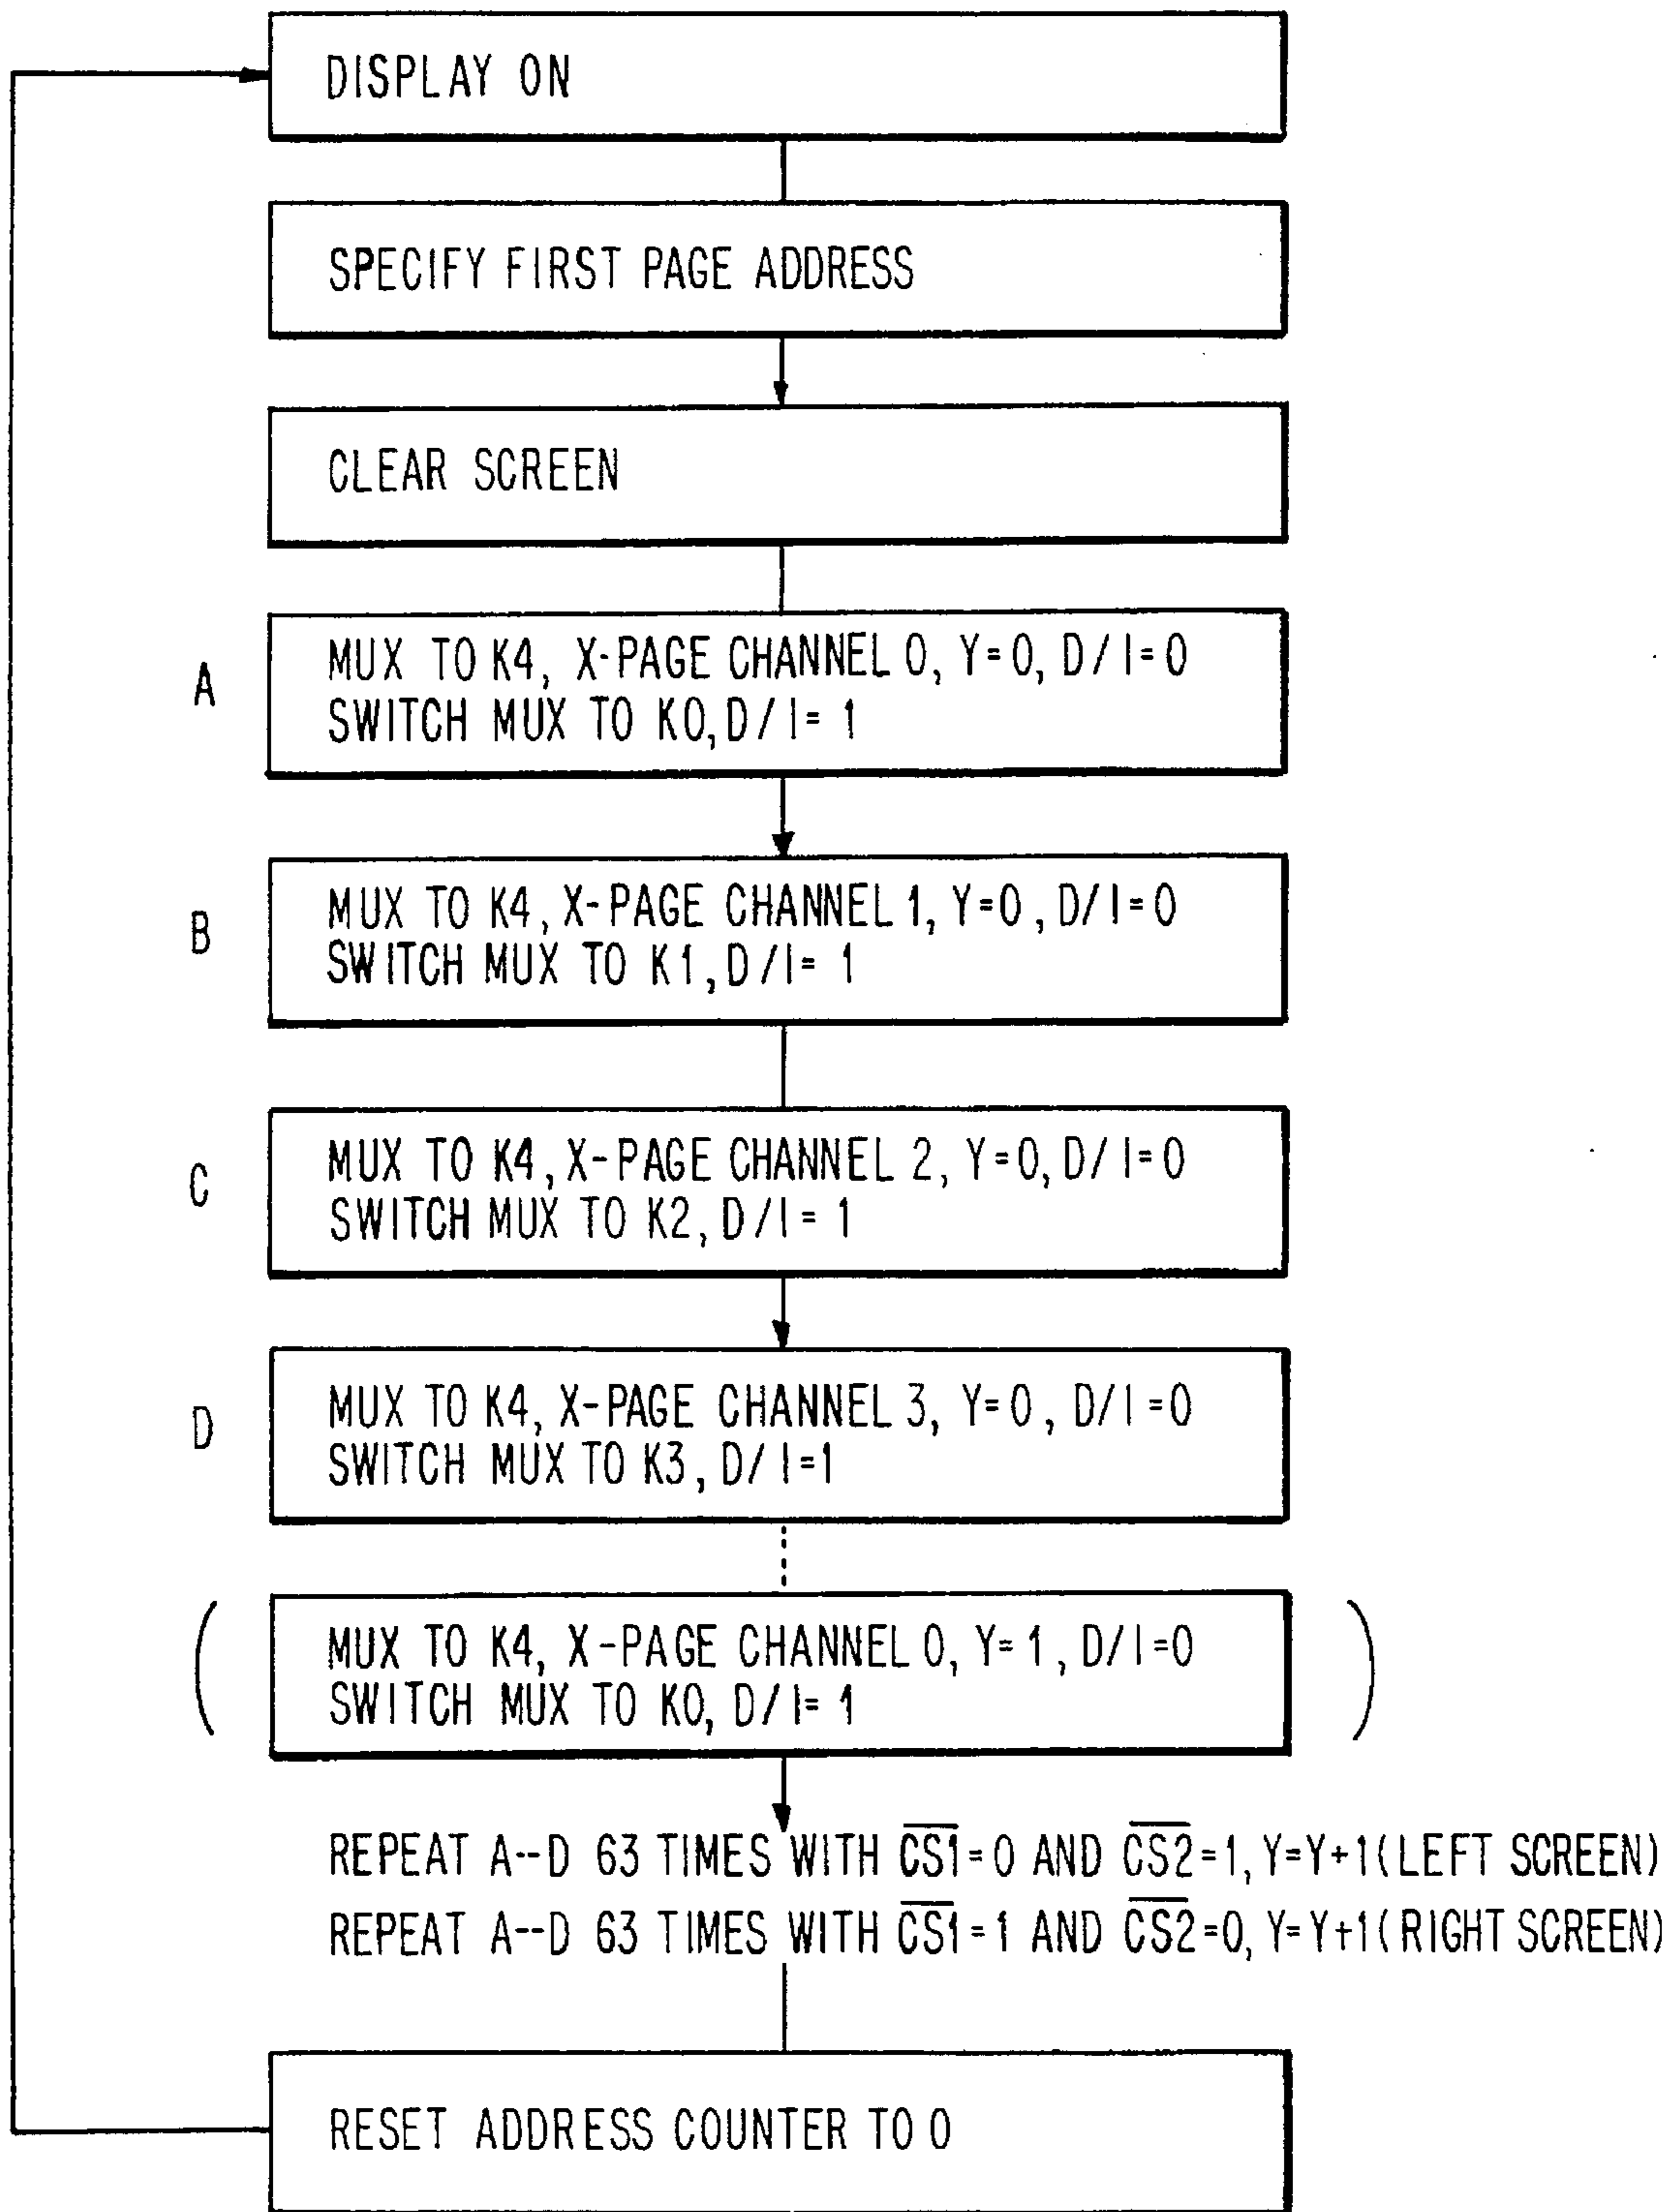 DISPLAY ON
SPECIFY FIRST PAGE ADDRESS
CLEAR SCREEN
A
MUX TO K4, X-PAGE CHANNEL 0, Y=0, D/I=0
SWITCH MUX TO K0, D/I=1
B
MUX TO K4, X-PAGE CHANNEL 1, Y=0, D/I=0
SWITCH MUX TO K1, D/I=1
C
MUX TO K4, X-PAGE CHANNEL 2, Y=0, D/I=0
SWITCH MUX TO K2, D/I=1
D
MUX TO K4, X-PAGE CHANNEL 3, Y=0, D/I=0
SWITCH MUX TO K3, D/I=1
( MUX TO K4, X-PAGE CHANNEL 0, Y=1, D/I=0
SWITCH MUX TO K0, D/I=1 )
REPEAT A--D 63 TIMES WITH C̅S̅1̅=0 AND C̅S̅2̅=1, Y=Y+1 (LEFT SCREEN)
REPEAT A--D 63 TIMES WITH C̅S̅1̅=1 AND C̅S̅2̅=0, Y=Y+1 (RIGHT SCREEN)
RESET ADDRESS COUNTER TO 0